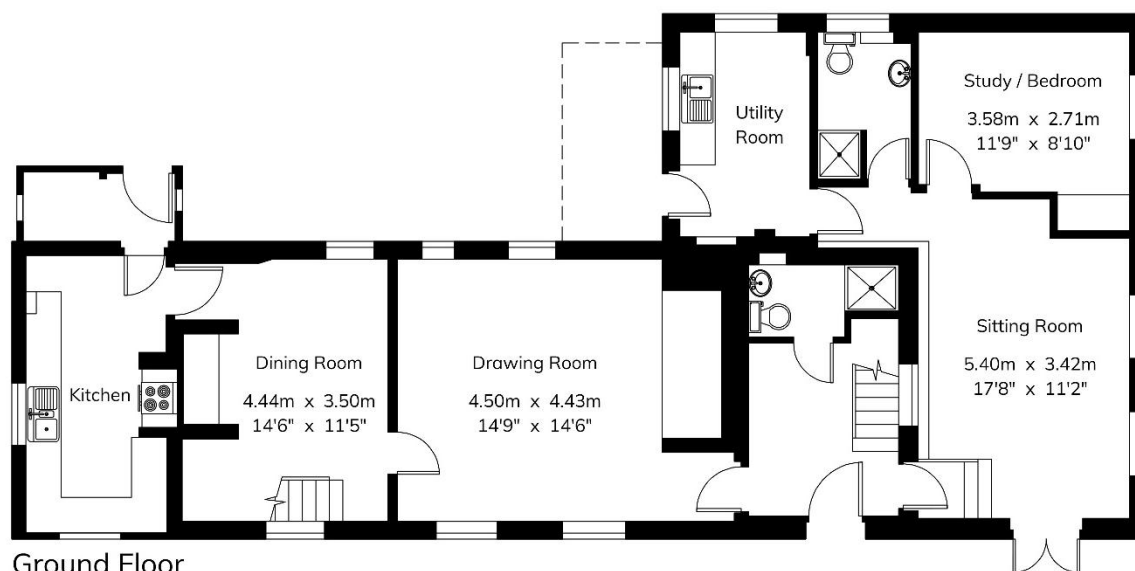 Utility
Room
Study / Bedroom
3.58m x 2.71m
11'9" x 8'10"
Kitchen
Dining Room
4.44m x 3.50m
14'6" x 11'5"
Drawing Room
4.50m x 4.43m
14'9" x 14'6"
Sitting Room
5.40m x 3.42m
17'8" x 11'2"
Ground Floor